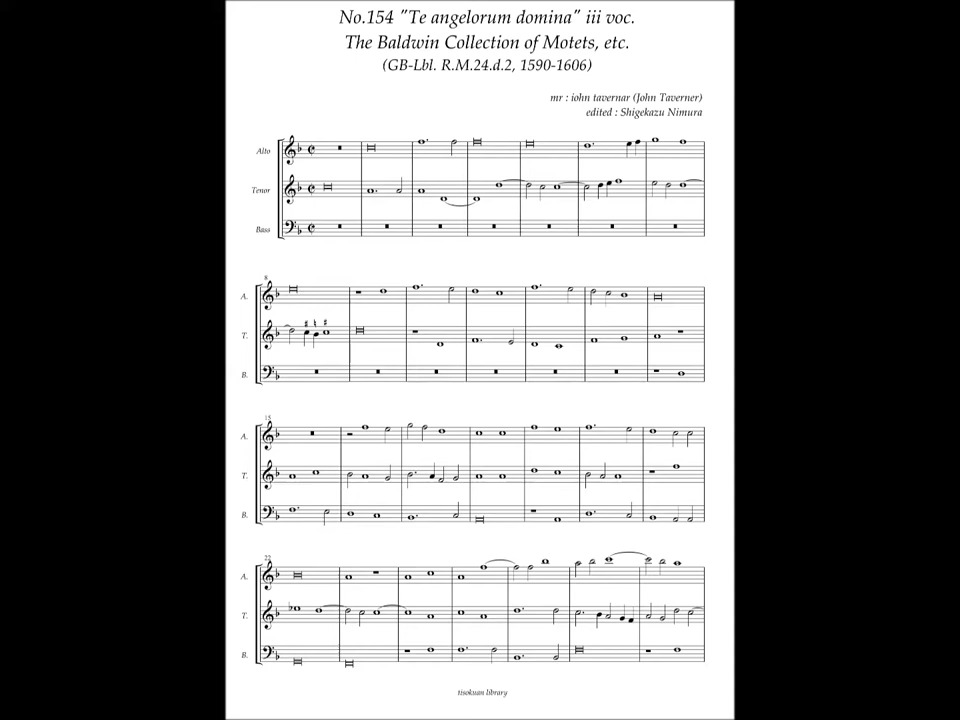 No.154 "Te angelorum domina" iii voc.
The Baldwin Collection of Motets, etc.
(GB-Lbl. R.M.24.d.2, 1590-1606)
mr : iohn tavernar (John Taverner)
edited : Shigekazu Nimura
Alto
Tenor
Bass
8
A.
T.
B.
15
A.
T.
B.
22
A.
T.
B.
tisokuan library